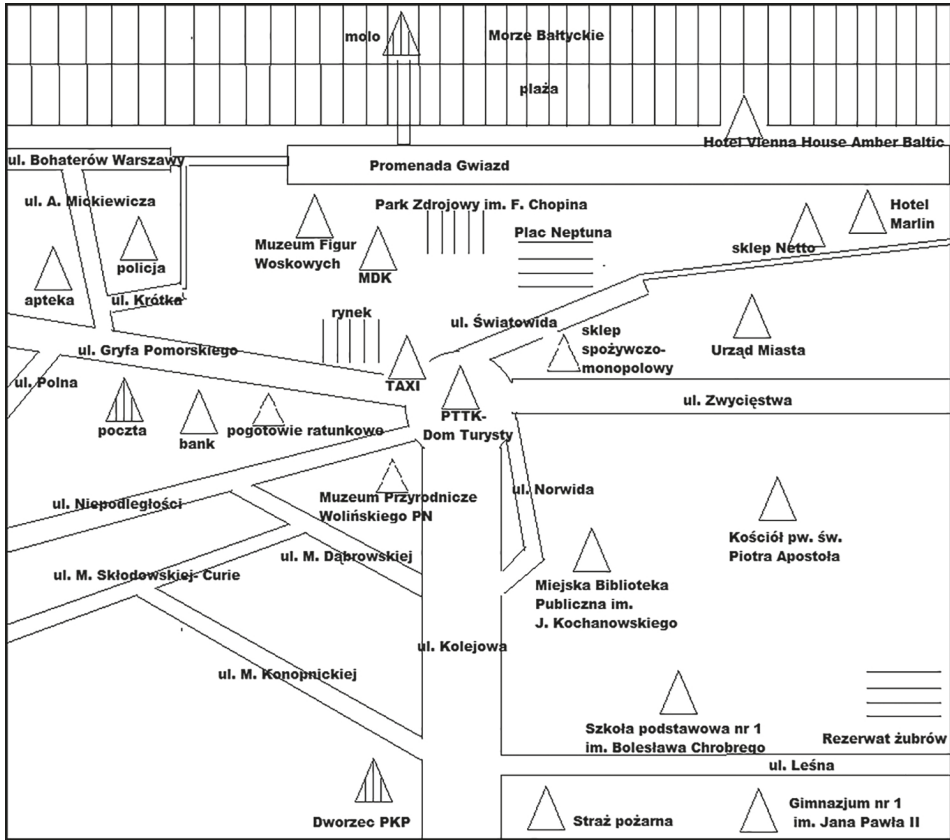 molo
Morze Bałtyckie
plaża
Hotel Vienna House Amber Baltic
ul. Bohaterów Warszawy
Promenada Gwiazd
ul. A. Mickiewicza
Park Zdrojowy im. F. Chopina
Hotel
Marlin
Plac Neptuna
sklep Netto
Muzeum Figur
Woskowych
MDK
policja
apteka
ul. Krótka
rynek
ul. Światowida
sklep
spożywczo-
monopolowy
Urząd Miasta
ul. Gryfa Pomorskiego
ul. Polna
TAXI
ul. Zwycięstwa
PTTK-
Dom Turysty
poczta
bank
pogotowie ratunkowe
ul. Niepodległości
Muzeum Przyrodnicze
Wolińskiego PN
ul. Norwida
Kościół pw. św.
Piotra Apostoła
ul. M. Dąbrowskiej
ul. M. Skłodowskiej- Curie
Miejska Biblioteka
Publiczna im.
J. Kochanowskiego
ul. Kolejowa
ul. M. Konopnickiej
Szkoła podstawowa nr 1
im. Bolesława Chrobrego
Rezerwat żubrów
ul. Leśna
Dworzec PKP
Straż pożarna
Gimnazjum nr 1
im. Jana Pawła II